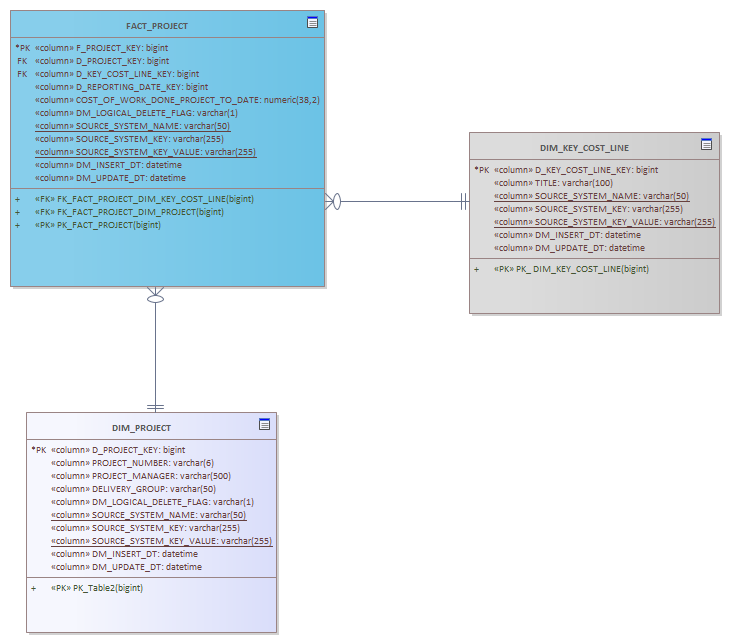 FACT_PROJECT
*PK «column» F_PROJECT_KEY: bigint
FK «column» D_PROJECT_KEY: bigint
FK «column» D_KEY_COST_LINE_KEY: bigint
«column» D_REPORTING_DATE_KEY: bigint
«column» COST_OF_WORK_DONE_PROJECT_TO_DATE: numeric(38,2)
«column» DM_LOGICAL_DELETE_FLAG: varchar(1)
«column» SOURCE_SYSTEM_NAME: varchar(50)
«column» SOURCE_SYSTEM_KEY: varchar(255)
«column» SOURCE_SYSTEM_KEY_VALUE: varchar(255)
«column» DM_INSERT_DT: datetime
«column» DM_UPDATE_DT: datetime
+ «FK» FK_FACT_PROJECT_DIM_KEY_COST_LINE(bigint)
+ «FK» FK_FACT_PROJECT_DIM_PROJECT(bigint)
+ «PK» PK_FACT_PROJECT(bigint)
DIM_KEY_COST_LINE
*PK «column» D_KEY_COST_LINE_KEY: bigint
«column» TITLE: varchar(100)
«column» SOURCE_SYSTEM_NAME: varchar(50)
«column» SOURCE_SYSTEM_KEY: varchar(255)
«column» SOURCE_SYSTEM_KEY_VALUE: varchar(255)
«column» DM_INSERT_DT: datetime
«column» DM_UPDATE_DT: datetime
+ «PK» PK_DIM_KEY_COST_LINE(bigint)
DIM_PROJECT
*PK «column» D_PROJECT_KEY: bigint
«column» PROJECT_NUMBER: varchar(6)
«column» PROJECT_MANAGER: varchar(500)
«column» DELIVERY_GROUP: varchar(50)
«column» DM_LOGICAL_DELETE_FLAG: varchar(1)
«column» SOURCE_SYSTEM_NAME: varchar(50)
«column» SOURCE_SYSTEM_KEY: varchar(255)
«column» SOURCE_SYSTEM_KEY_VALUE: varchar(255)
«column» DM_INSERT_DT: datetime
«column» DM_UPDATE_DT: datetime
+ «PK» PK_Table2(bigint)